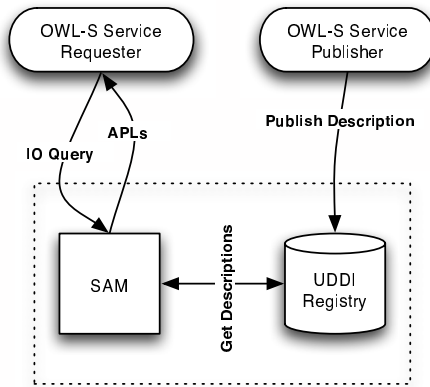 OWL-S Service
Requester
OWL-S Service
Publisher
APLs
Publish Description
IO Query
SAM
Get Descriptions
UDDI
Registry